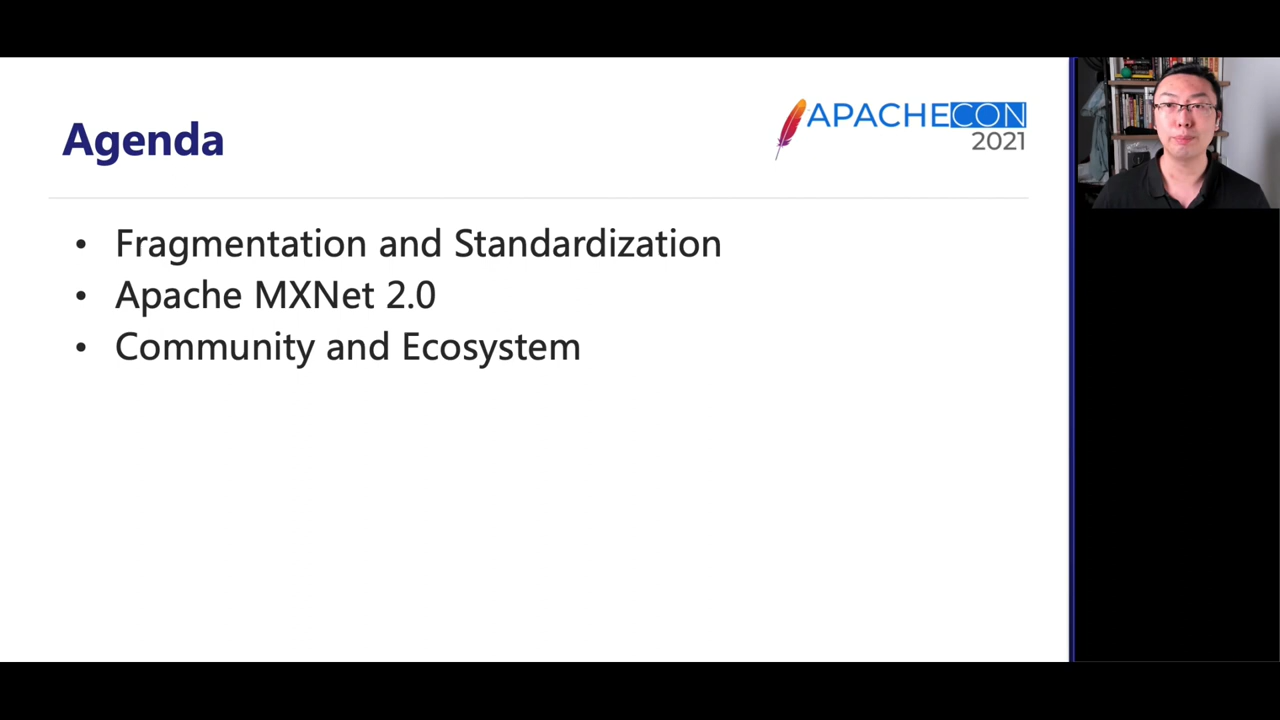 Agenda
APACHECON
2021
• Fragmentation and Standardization
• Apache MXNet 2.0
• Community and Ecosystem